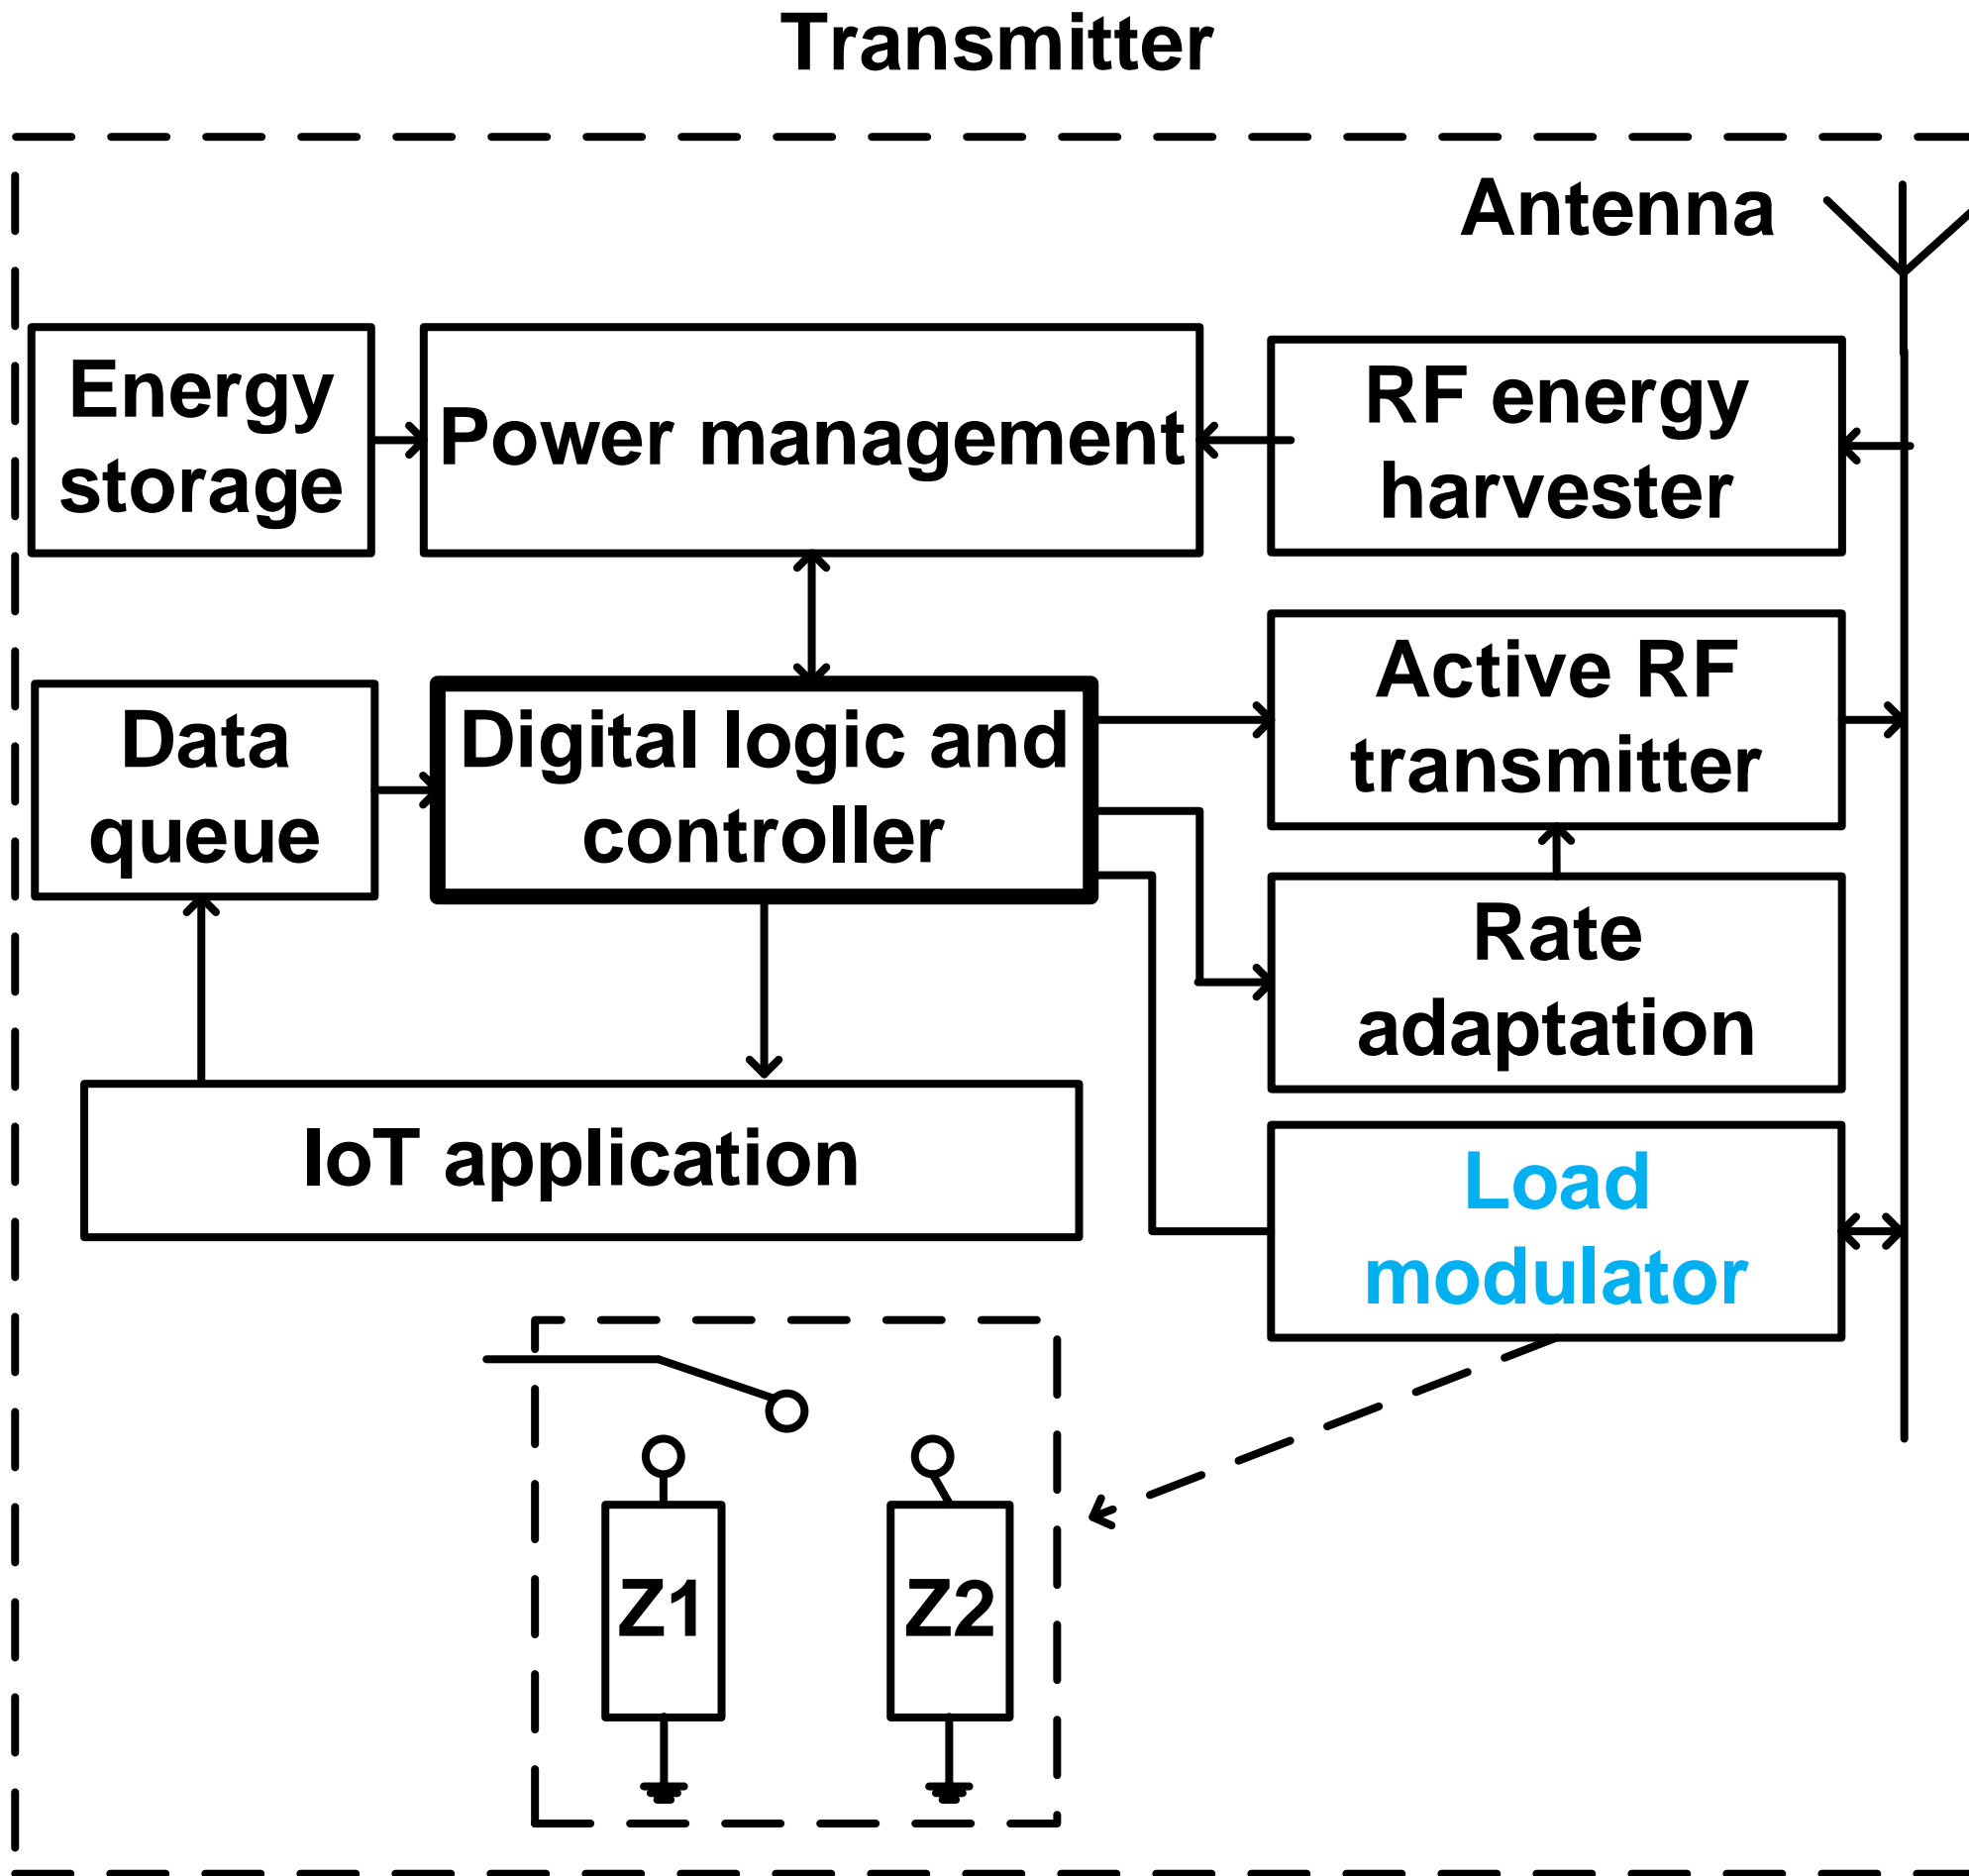 Transmitter
Antenna
Energy
storage
Power management
RF energy
harvester
Data
queue
Digital logic and
controller
Active RF
transmitter
Rate
adaptation
IoT application
Load
modulator
Z1
Z2